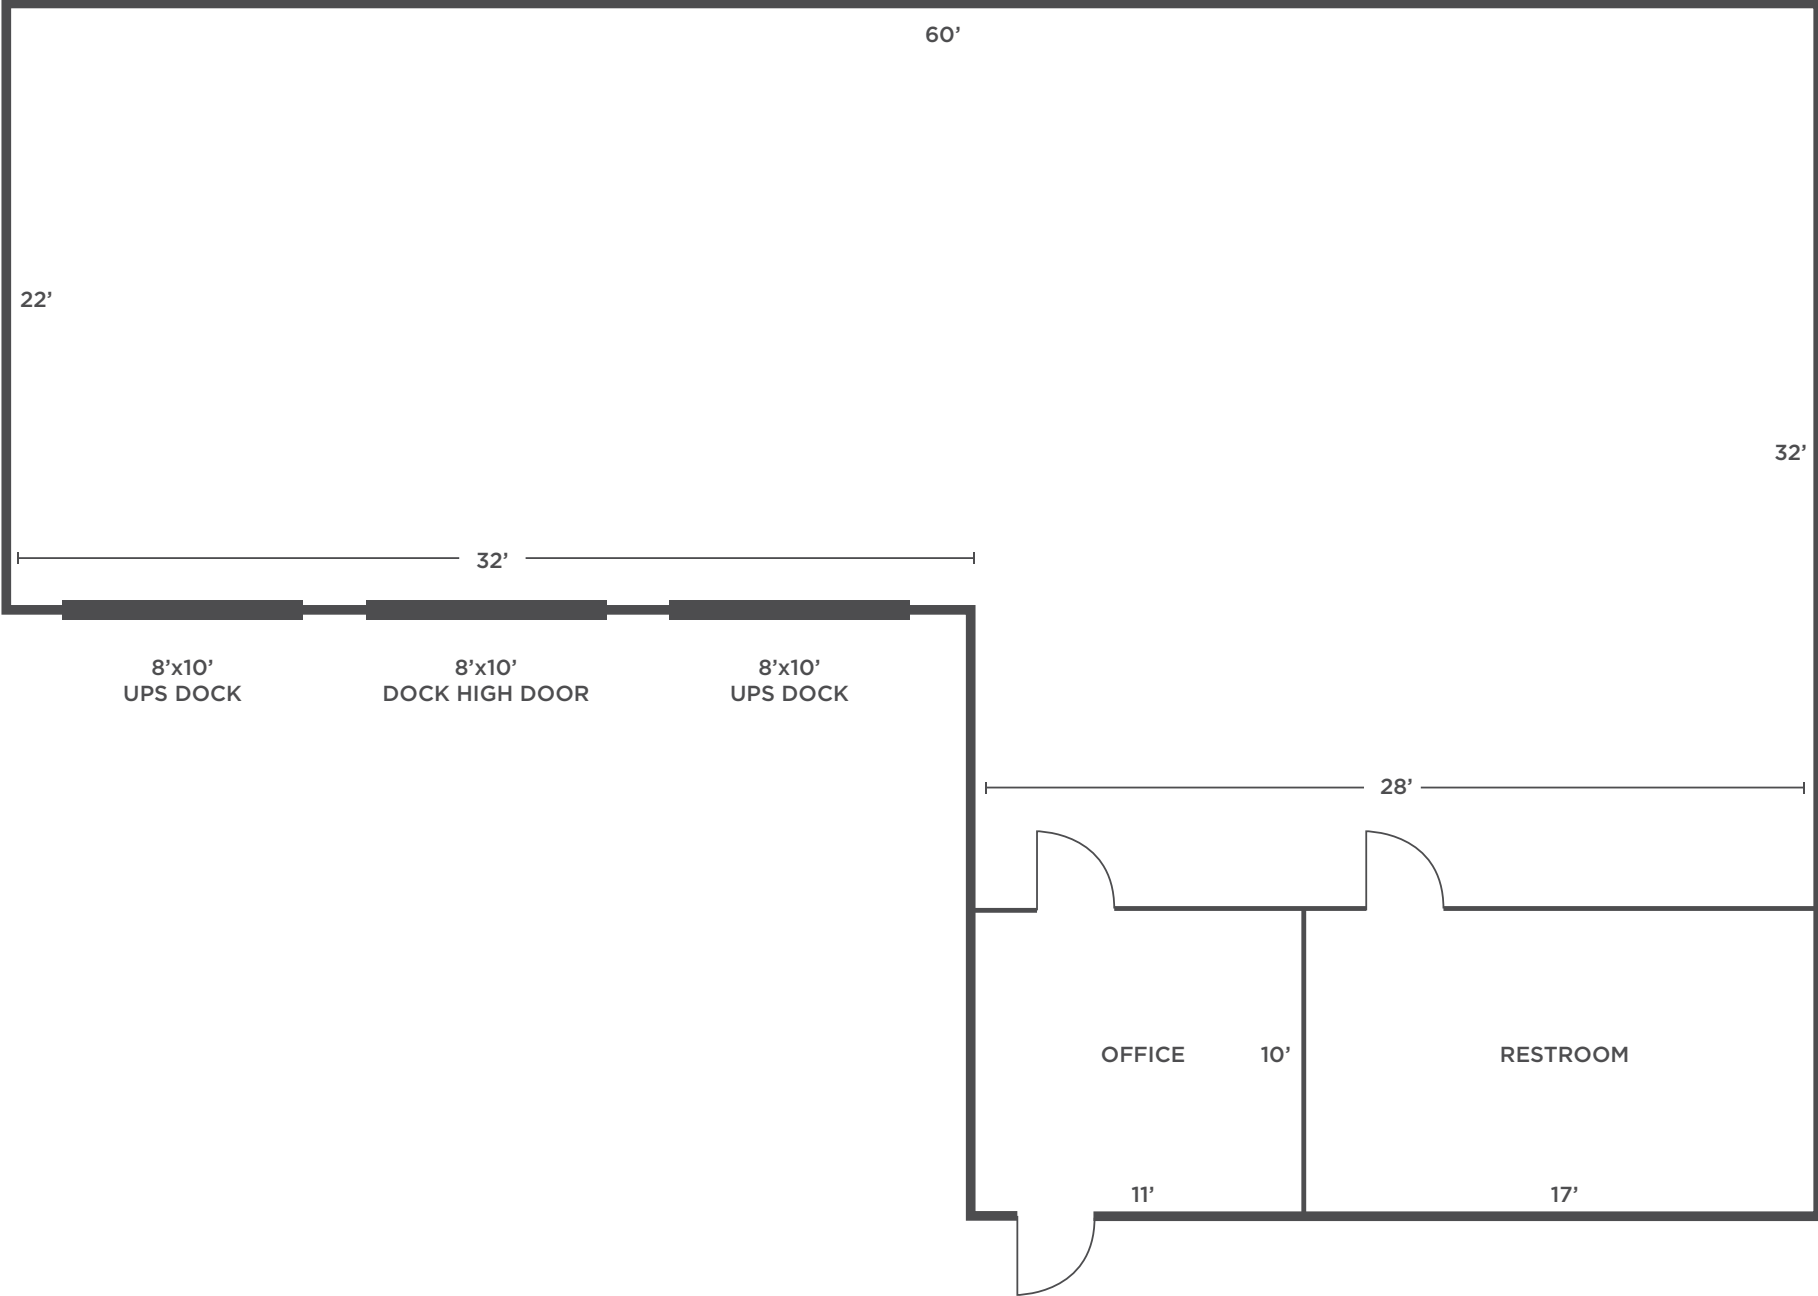 60’
22’
32’
32’
8’x10’
UPS DOCK
8’x10’
DOCK HIGH DOOR
8’x10’
UPS DOCK
28’
OFFICE
10’
RESTROOM
11’
17’